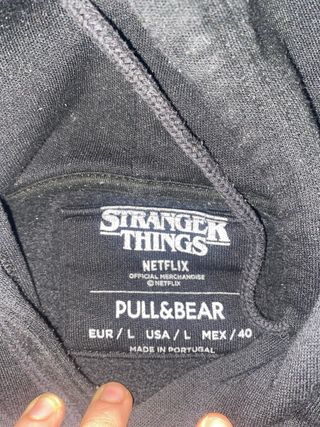 STRANGER
THINGS
NETFLIX
OFFICIAL MERCHANDISE
©NETFLIX
PULL&BEAR
EUR / L USA / L MEX / 40
MADE IN PORTUGAL